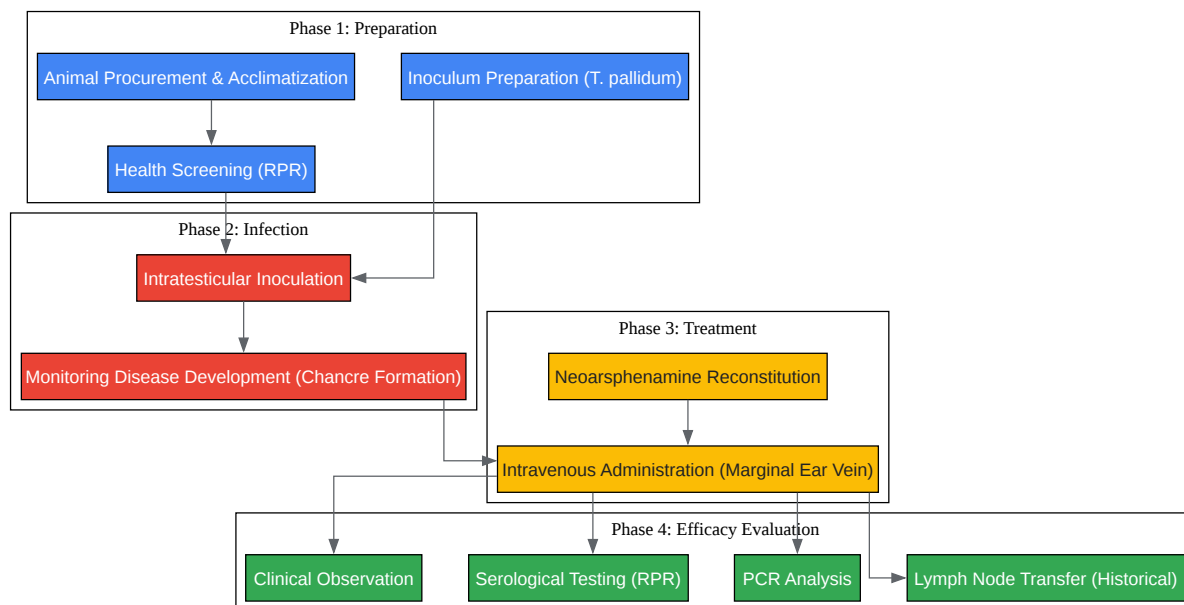 Phase 1: Preparation
Animal Procurement & Acclimatization
Inoculum Preparation (T. pallidum)
Health Screening (RPR)
Phase 2: Infection
Intratesticular Inoculation
Monitoring Disease Development (Chancre Formation)
Phase 3: Treatment
Neoarsphenamine Reconstitution
Intravenous Administration (Marginal Ear Vein)
Phase 4: Efficacy Evaluation
Clinical Observation
Serological Testing (RPR)
PCR Analysis
Lymph Node Transfer (Historical)